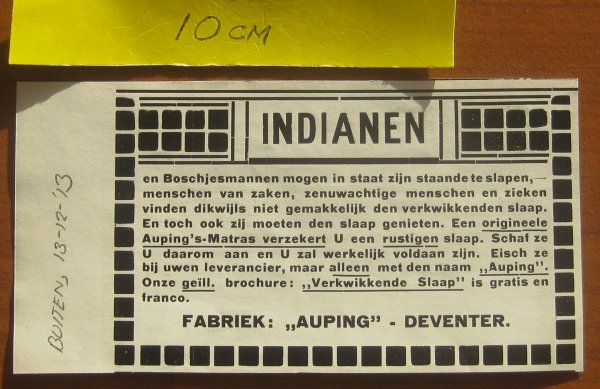 10 CM
INDIANEN
en Boschjesmannen mogen in staat zijn staande te slapen,—
menschen van zaken, zenuwachtige menschen en zieken
vinden dikwijls niet gemakkelijk den verkwikkenden slaap.
En toch ook zij moeten den slaap genieten. Een origineele
Auping's-Matras verzekert U een rustigen slaap. Schaf ze
U daarom aan en U zal werkelijk voldaan zijn. Eisch ze
bij uwen leverancier, maar alleen met den naam „Auping".
Onze geïll. brochure: „Verkwikkende Slaap" is gratis en
franco.
FABRIEK: „AUPING" - DEVENTER.
BUITEN, 13-12-'13